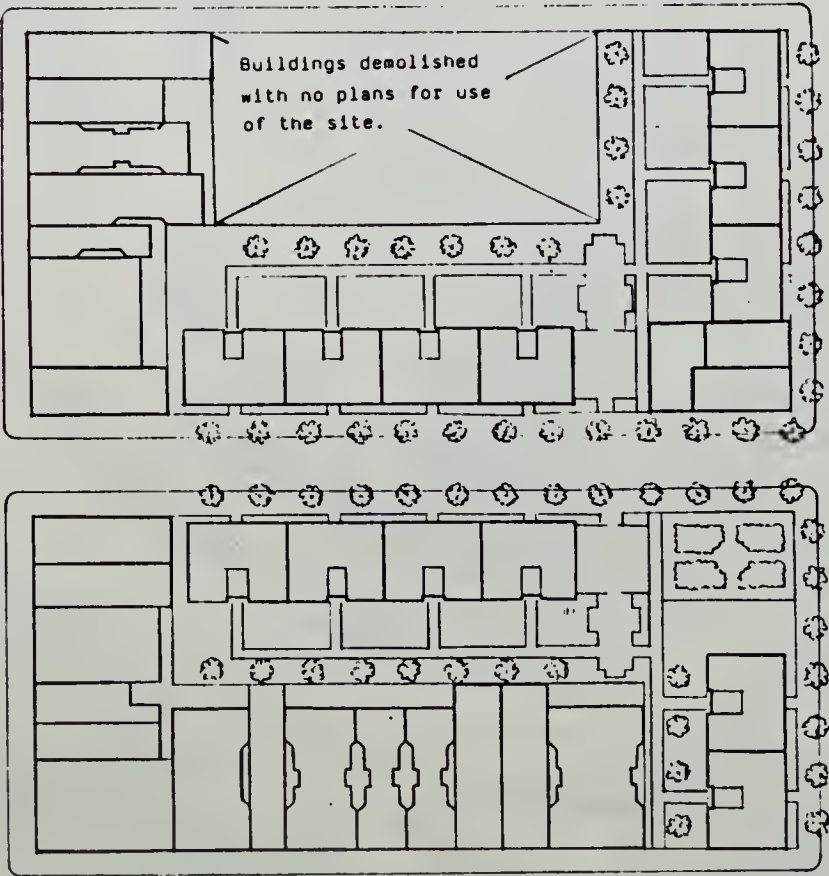 Buildings demolished
with no plans for use
of the site.